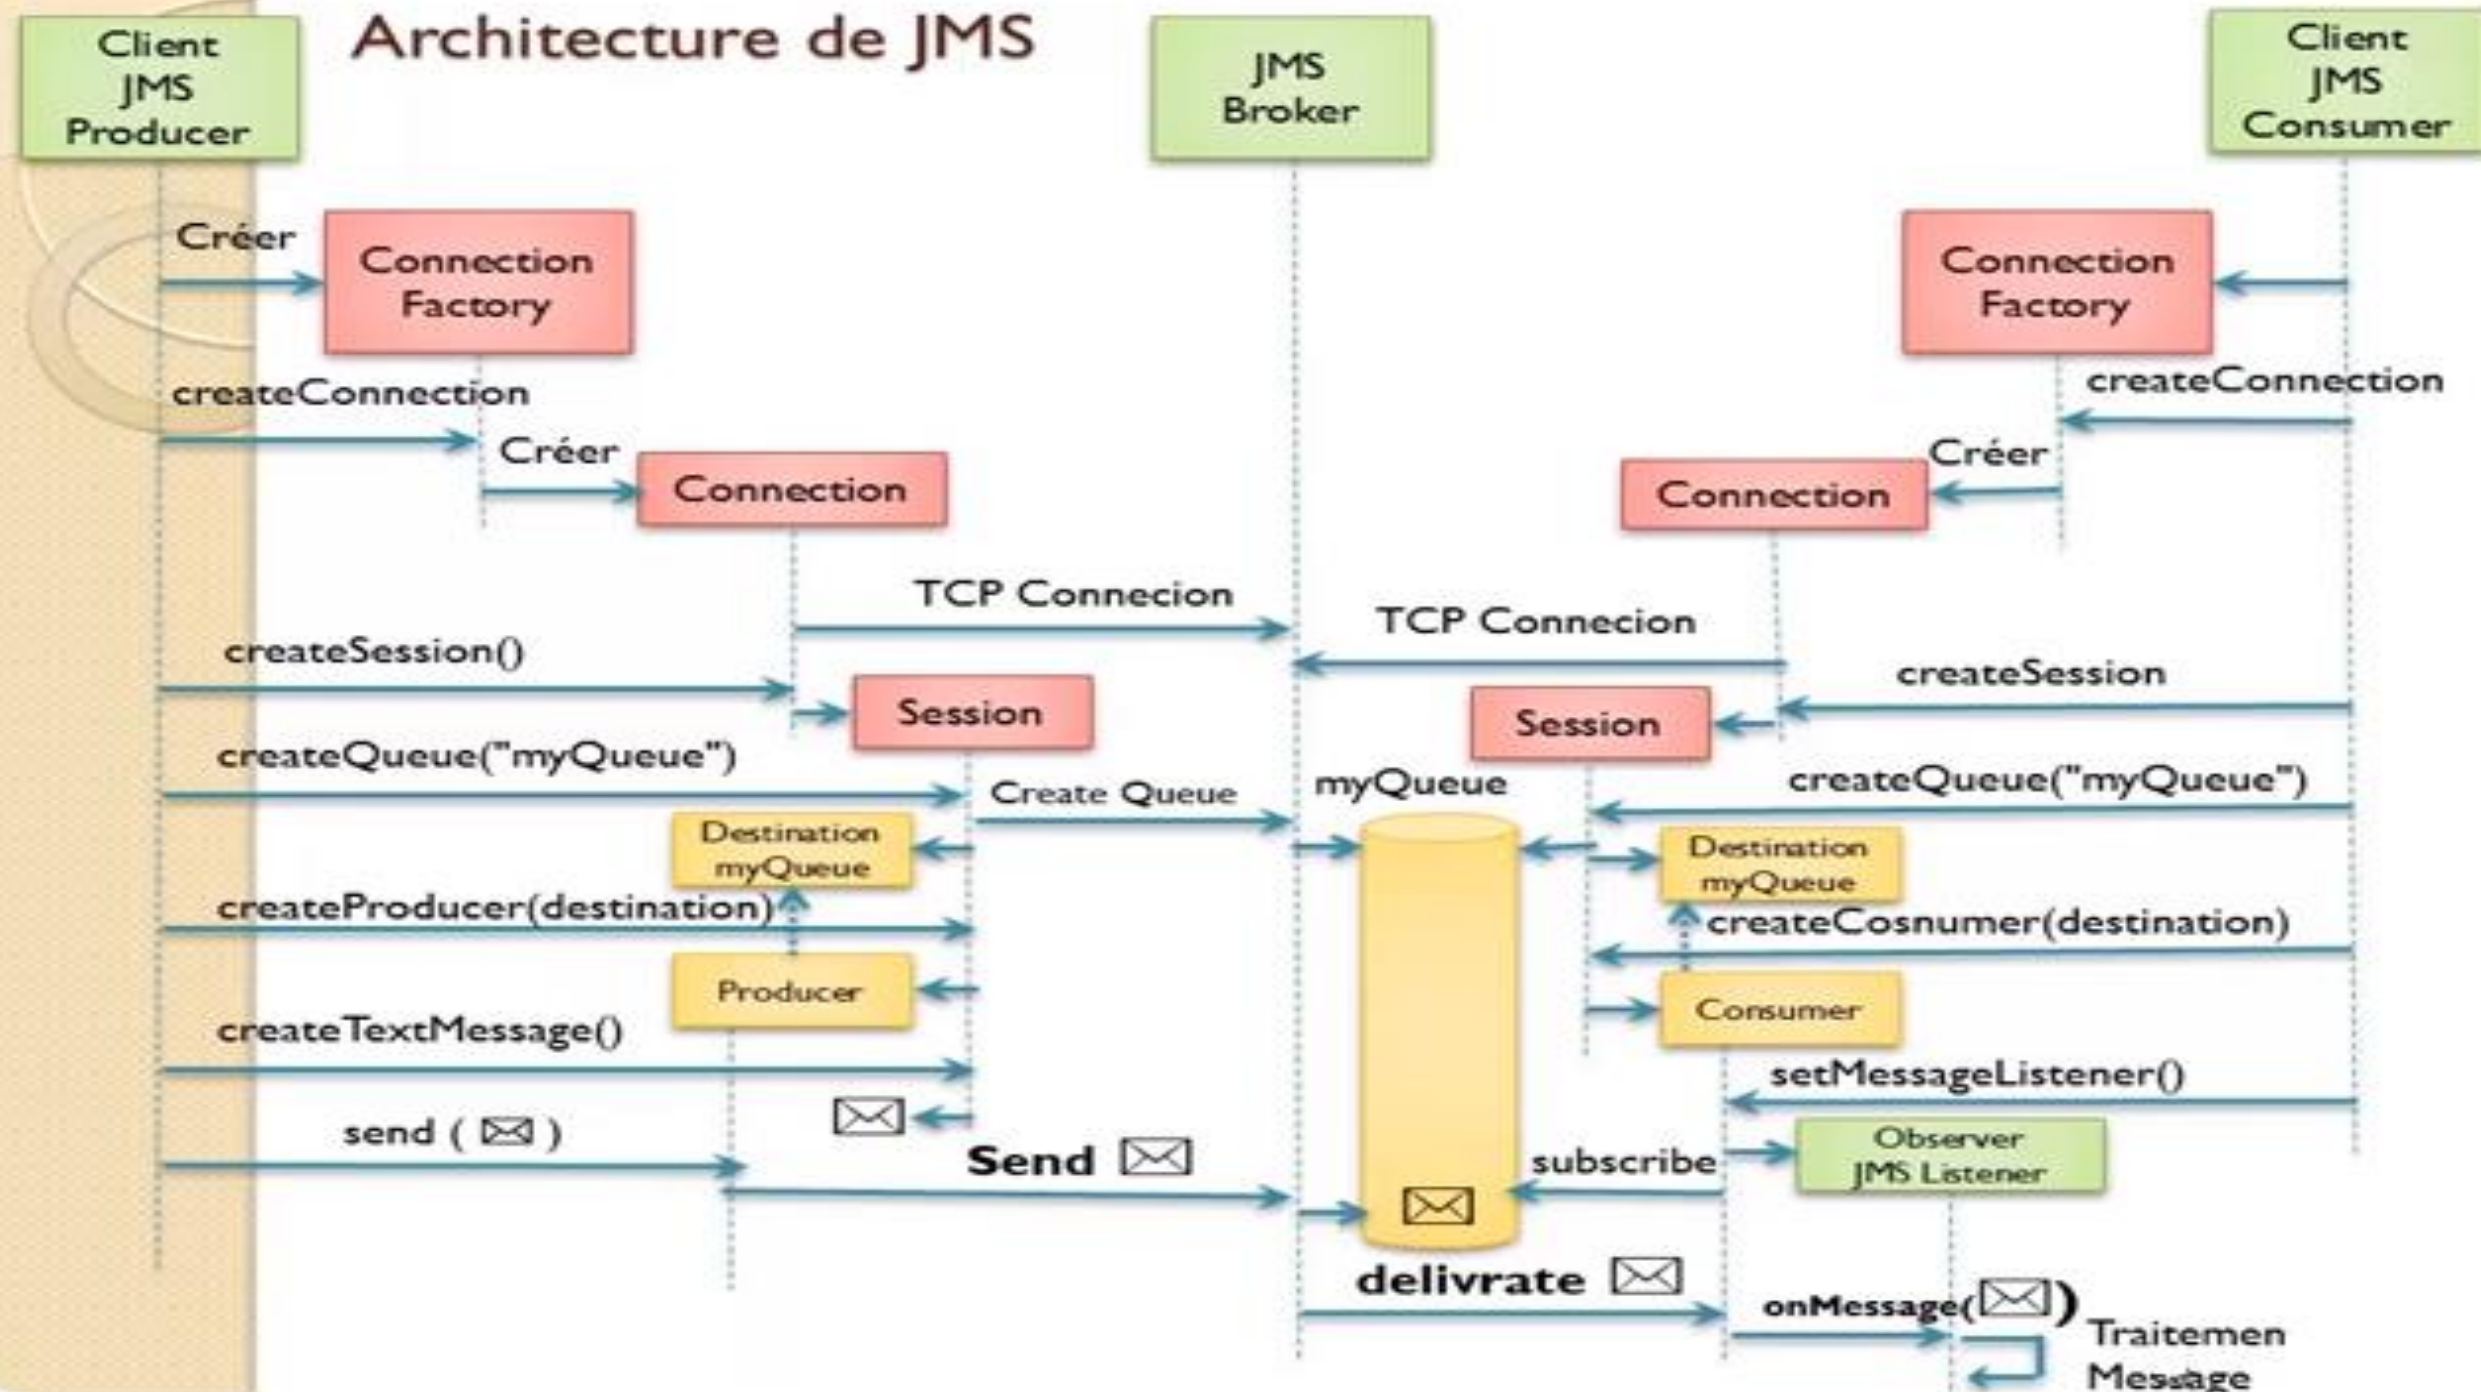 Architecture de JMS
Client
JMS
Producer
JMS
Broker
Client
JMS
Consumer
Créer
Connection
Factory
Connection
Factory
createConnection
createConnection
Créer
Connection
Créer
Connection
TCP Connecion
TCP Connecion
createSession()
createSession
Session
Session
createQueue("myQueue")
Create Queue
myQueue
createQueue("myQueue")
Destination
myQueue
Destination
myQueue
createProducer(destination)
createCosnumer(destination)
Producer
Consumer
createTextMessage()
setMessageListener()
send ( )
Send
subscribe
Observer
JMS Listener
delivrate
onMessage( )
Traitemen
Message